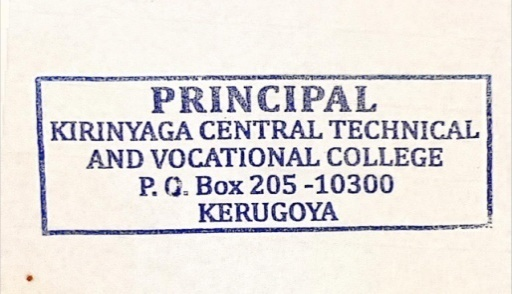 PRINCIPAL
KIRINYAGA CENTRAL TECHNICAL
AND VOCATIONAL COLLEGE
P. O. Box 205 -10300
KERUGOYA